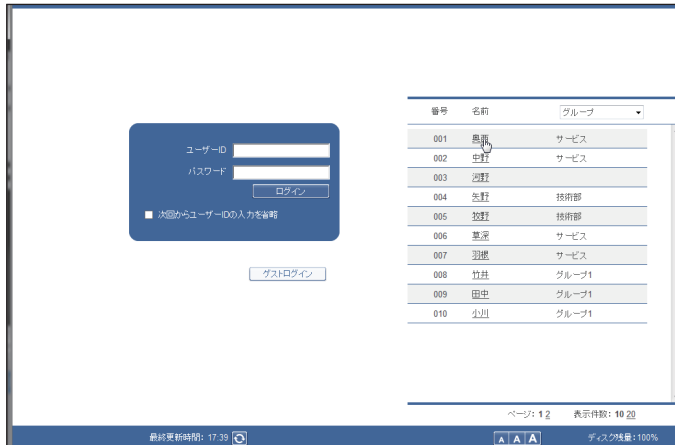 ユーザーID
パスワード
ログイン
次回からユーザーIDの入力を省略
ゲストログイン
番号 名前 グループ
001 奥西 サービス
002 中野 サービス
003 河野
004 矢野 技術部
005 牧野 技術部
006 草深 サービス
007 羽根 サービス
008 竹井 グループ1
009 田中 グループ1
010 小川 グループ1
ページ: 1 2 表示件数: 10 20
最終更新時間: 17:39 A A A ディスク残量: 100%